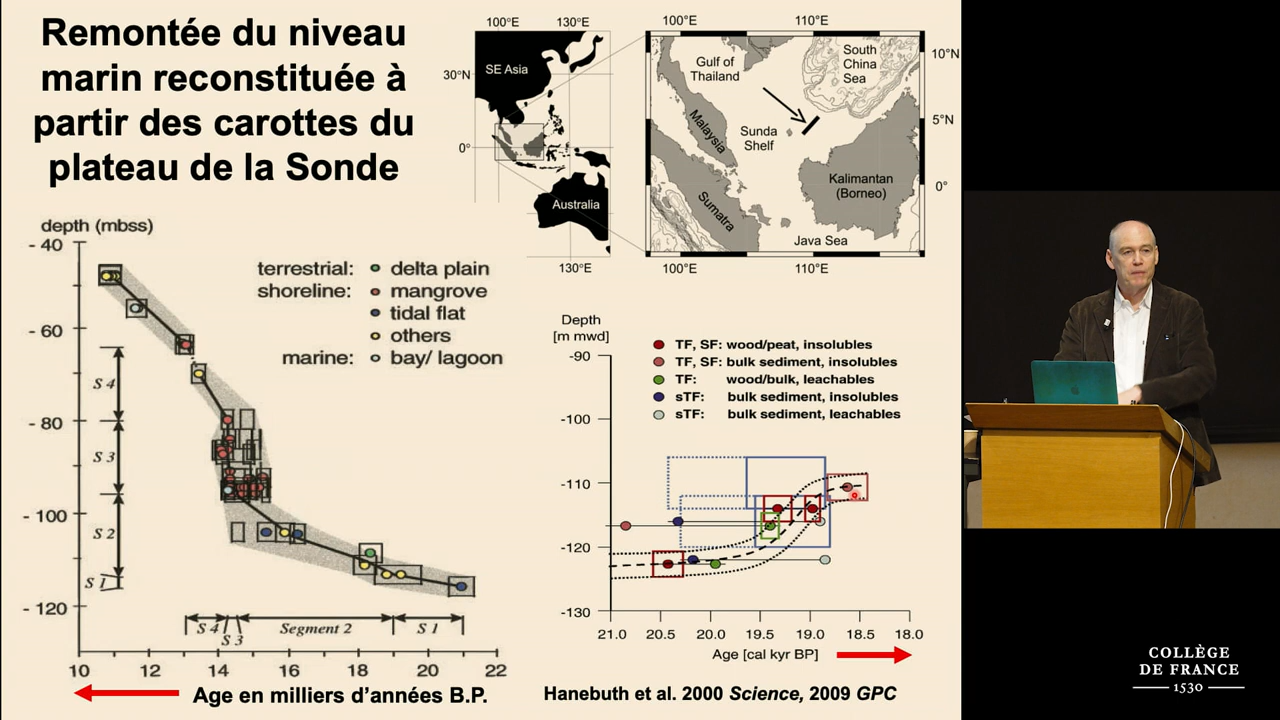 Remontée du niveau
marin reconstituée à
partir des carottes du
plateau de la Sonde
100°E 130°E
SE Asia
30°N
0°
Australia
130°E
100°E 110°E
Gulf of
Thailand
South
China
Sea
10°N
5°N
0°
Malaysia
Sunda
Shelf
Kalimantan
(Borneo)
Sumatra
Java Sea
100°E 110°E
depth (mbss)
- 40
- 60
- 80
- 100
- 120
terrestrial: delta plain
shoreline: mangrove
tidal flat
others
marine: bay/ lagoon
S 4
S 3
S 2
S 1
S 4
S 3
Segment 2
S 1
10 12 14 16 18 20 22
Age en milliers d’années B.P.
Depth
[m mwd]
-90
-100
-110
-120
-130
TF, SF: wood/peat, insolubles
TF, SF: bulk sediment, insolubles
TF: wood/bulk, leachables
sTF: bulk sediment, insolubles
sTF: bulk sediment, leachables
21.0 20.5 20.0 19.5 19.0 18.5 18.0
Age [cal kyr BP]
Hanebuth et al. 2000 Science, 2009 GPC
COLLÈGE
DE FRANCE
1530